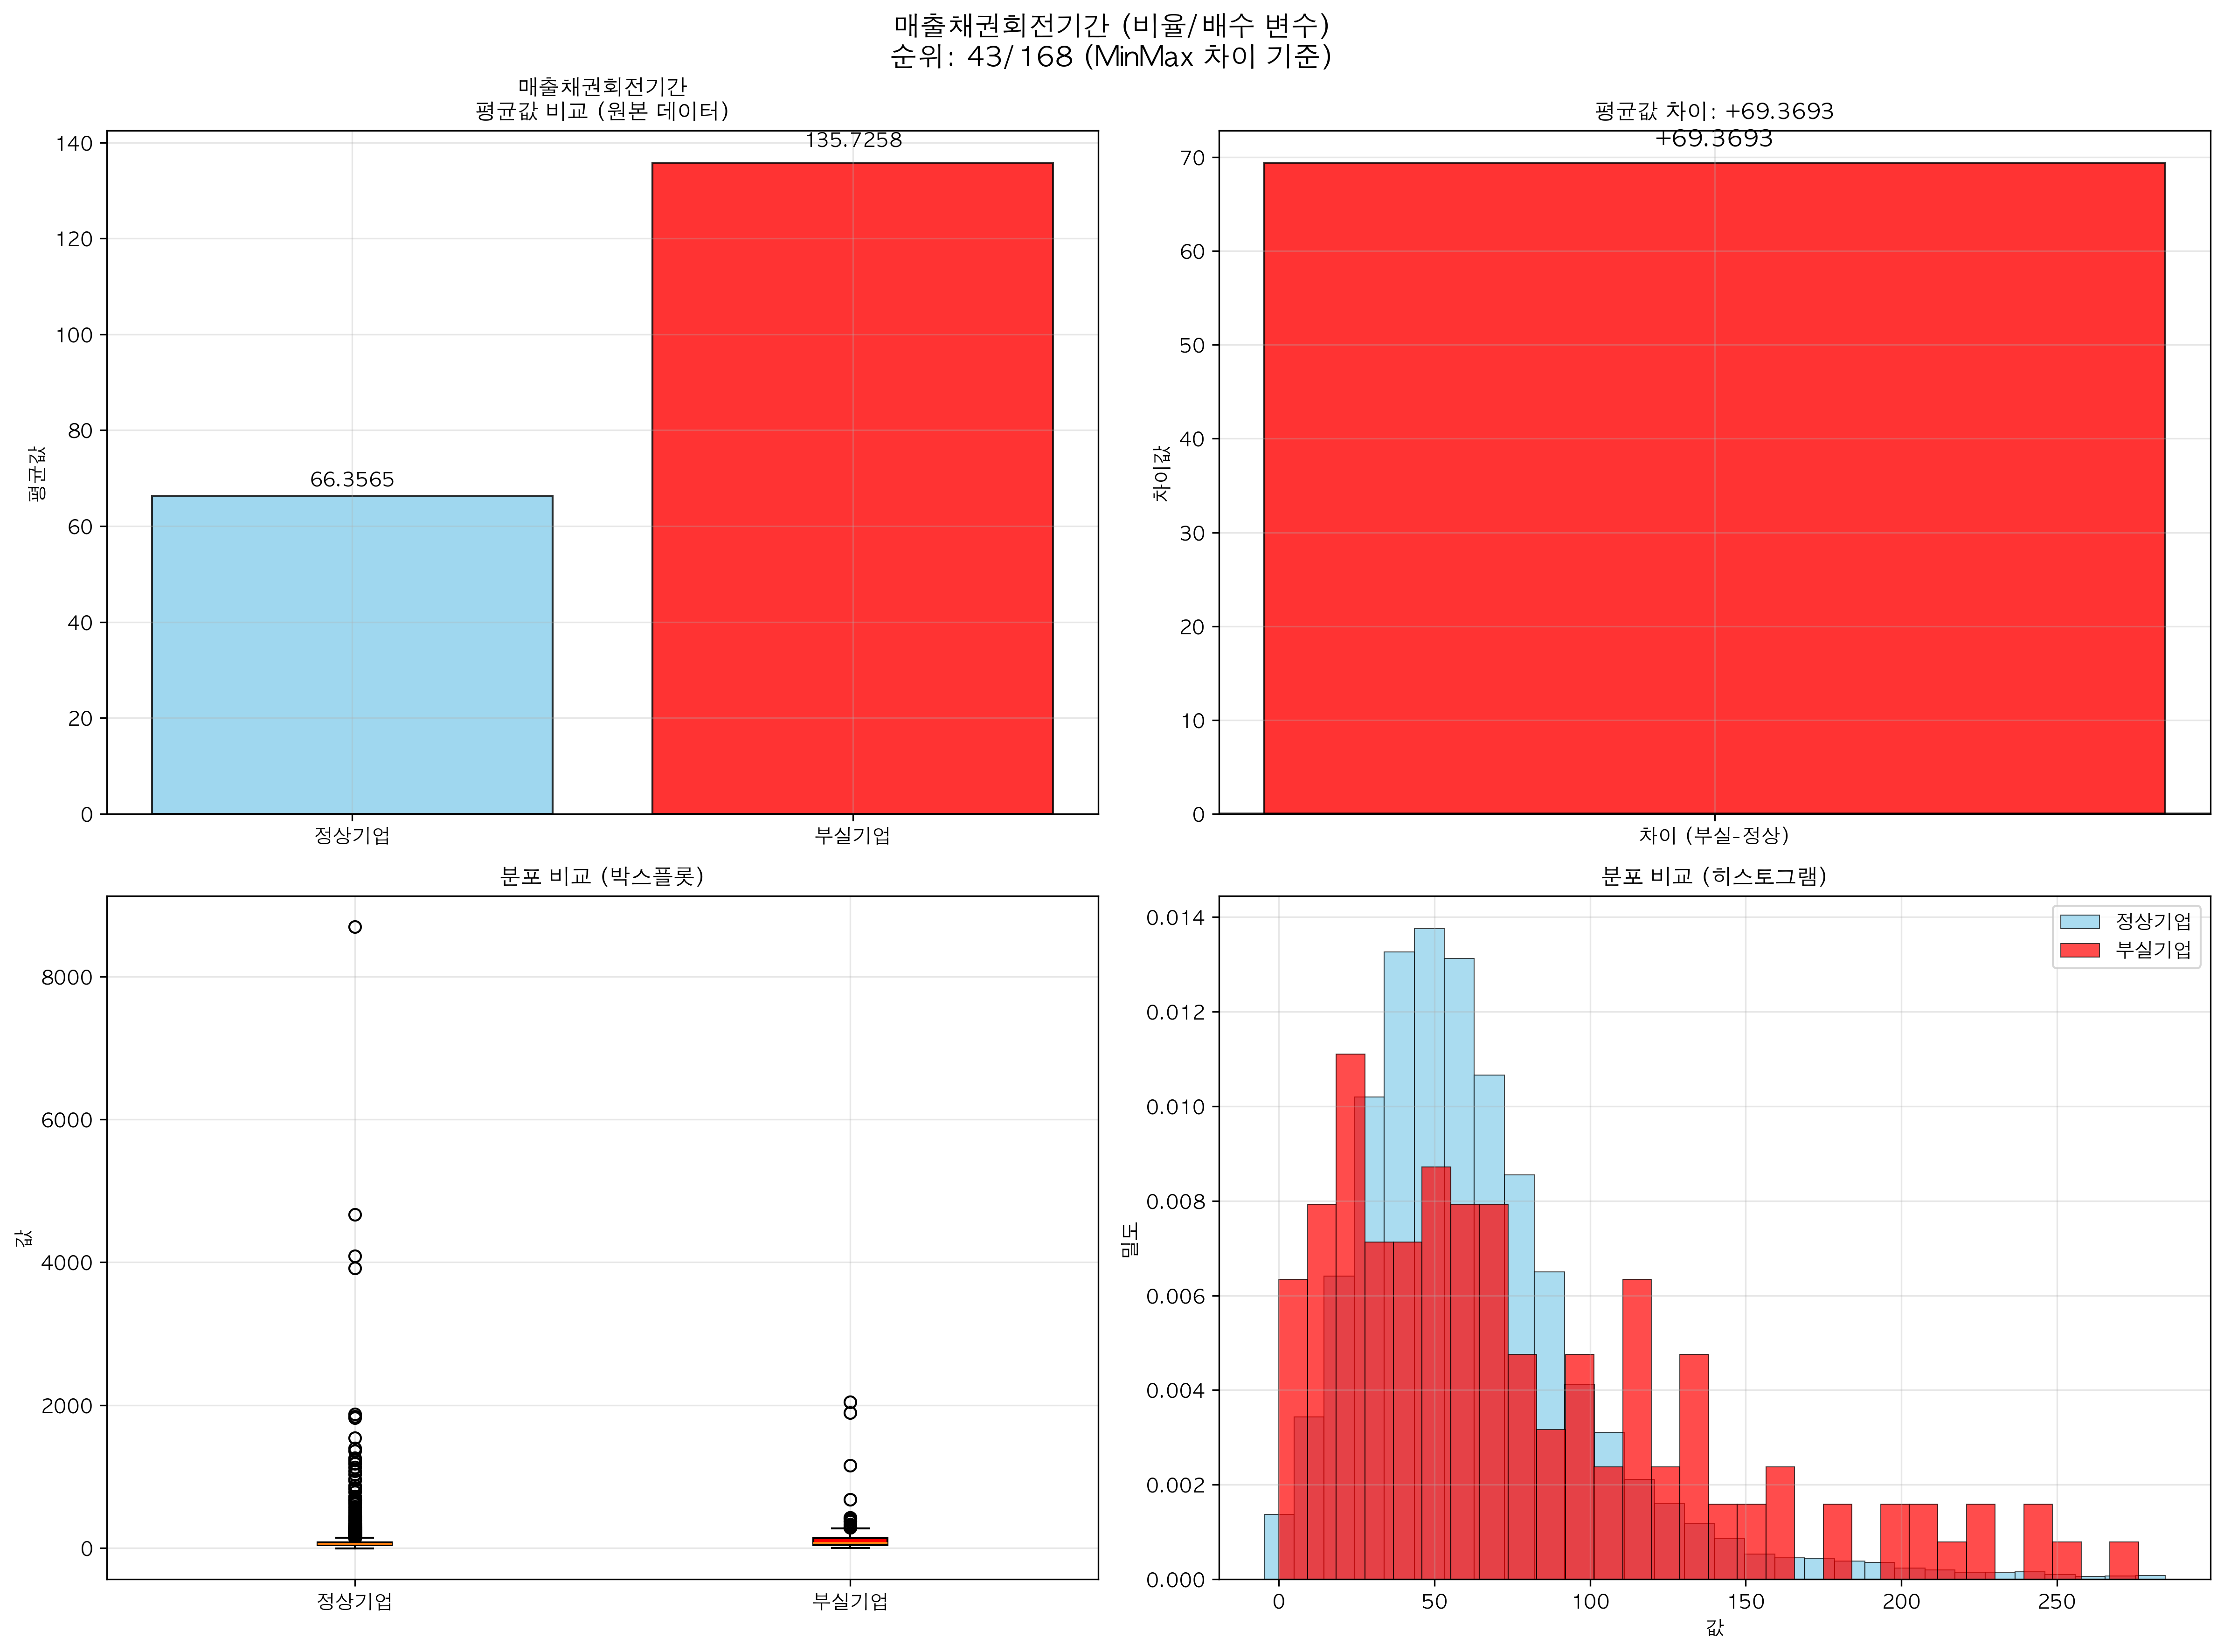 매출채권회전기간 (비율/배수 변수)
순위: 43/168 (MinMax 차이 기준)
매출채권회전기간
평균값 비교 (원본 데이터)
평균값
140
120
100
80
60
40
20
0
66.3565
135.7258
정상기업
부실기업
평균값 차이: +69.3693
+69.3693
차이값
70
60
50
40
30
20
10
0
차이 (부실-정상)
분포 비교 (박스플롯)
값
8000
6000
4000
2000
0
정상기업
부실기업
분포 비교 (히스토그램)
정상기업
부실기업
밀도
0.014
0.012
0.010
0.008
0.006
0.004
0.002
0.000
0
50
100
150
200
250
값